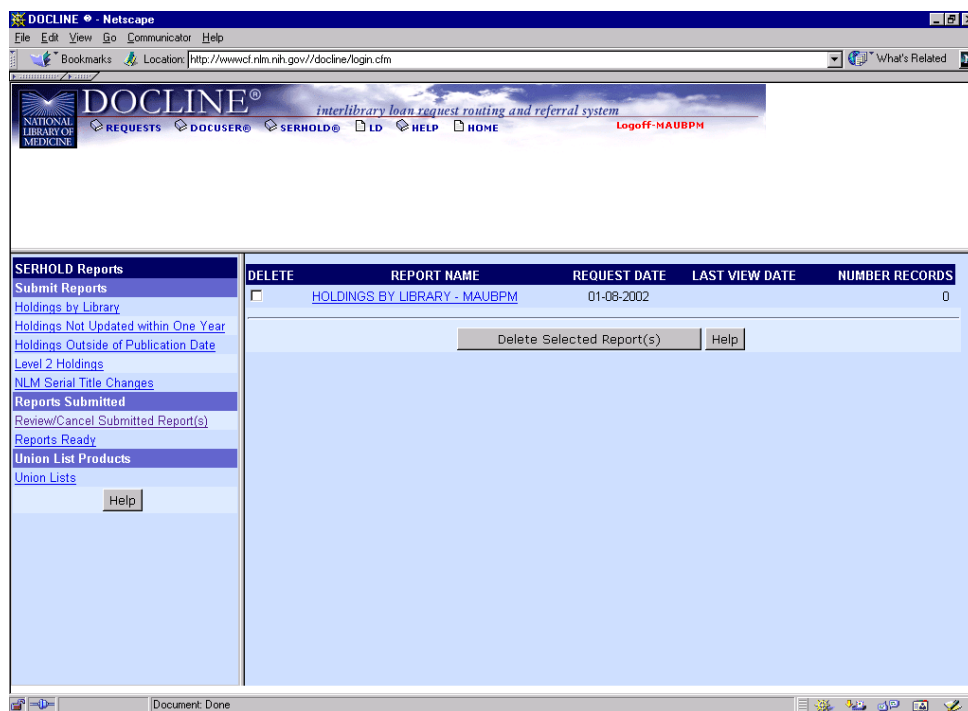 DOCLINE ® - Netscape
File Edit View Go Communicator Help
Bookmarks Location: http://wwwcf.nlm.nih.gov//docline/login.cfm What's Related
NATIONAL LIBRARY OF MEDICINE
DOCLINE®
interlibrary loan request routing and referral system
REQUESTS DOCUSER® SERHOLD® LD HELP HOME Logoff-MAUBPM
SERHOLD Reports
Submit Reports
Holdings by Library
Holdings Not Updated within One Year
Holdings Outside of Publication Date
Level 2 Holdings
NLM Serial Title Changes
Reports Submitted
Review/Cancel Submitted Report(s)
Reports Ready
Union List Products
Union Lists
Help
DELETE REPORT NAME REQUEST DATE LAST VIEW DATE NUMBER RECORDS
HOLDINGS BY LIBRARY - MAUBPM 01-08-2002 0
Delete Selected Report(s) Help
Document: Done